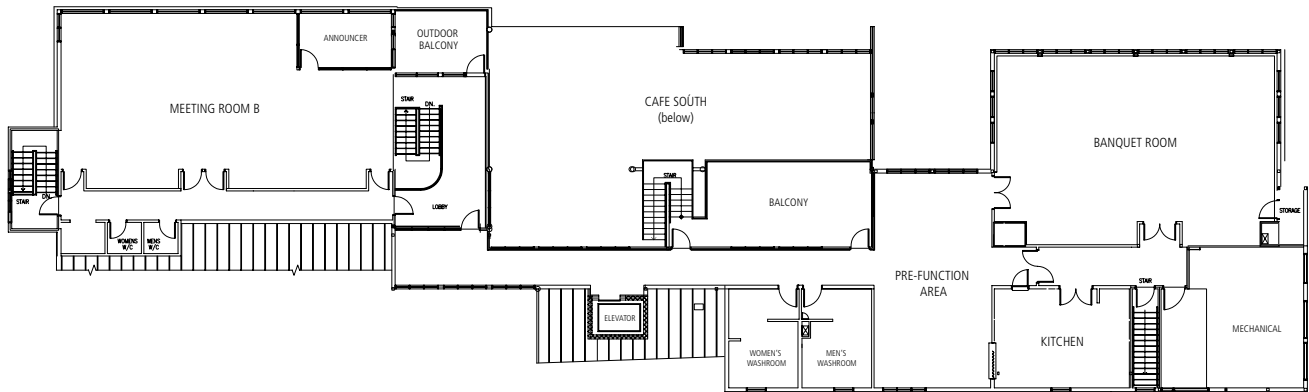 ANNOUNCER
OUTDOOR
BALCONY
MEETING ROOM B
STAIR
DN.
CAFE SOUTH
(below)
BANQUET ROOM
STAIR
DN.
STAIR
BALCONY
LOBBY
STORAGE
WOMENS
W/C
MENS
W/C
PRE-FUNCTION
AREA
STAIR
ELEVATOR
WOMEN'S
WASHROOM
MEN'S
WASHROOM
KITCHEN
MECHANICAL